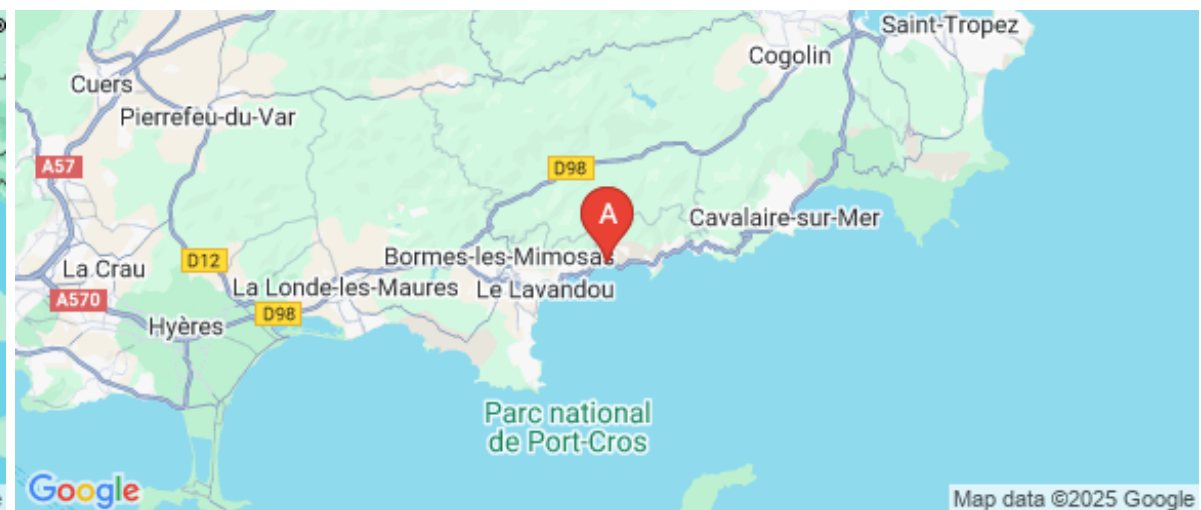 Saint-Tropez
Cogolin
Cuers
Pierrefeu-du-Var
A57
D98
A
Cavalaire-sur-Mer
Bormes-les-Mimosas
D12
La Crau
La Londe-les-Maures
Le Lavandou
A570
D98
Hyères
Parc national
de Port-Cros
Google
Map data ©2025 Google